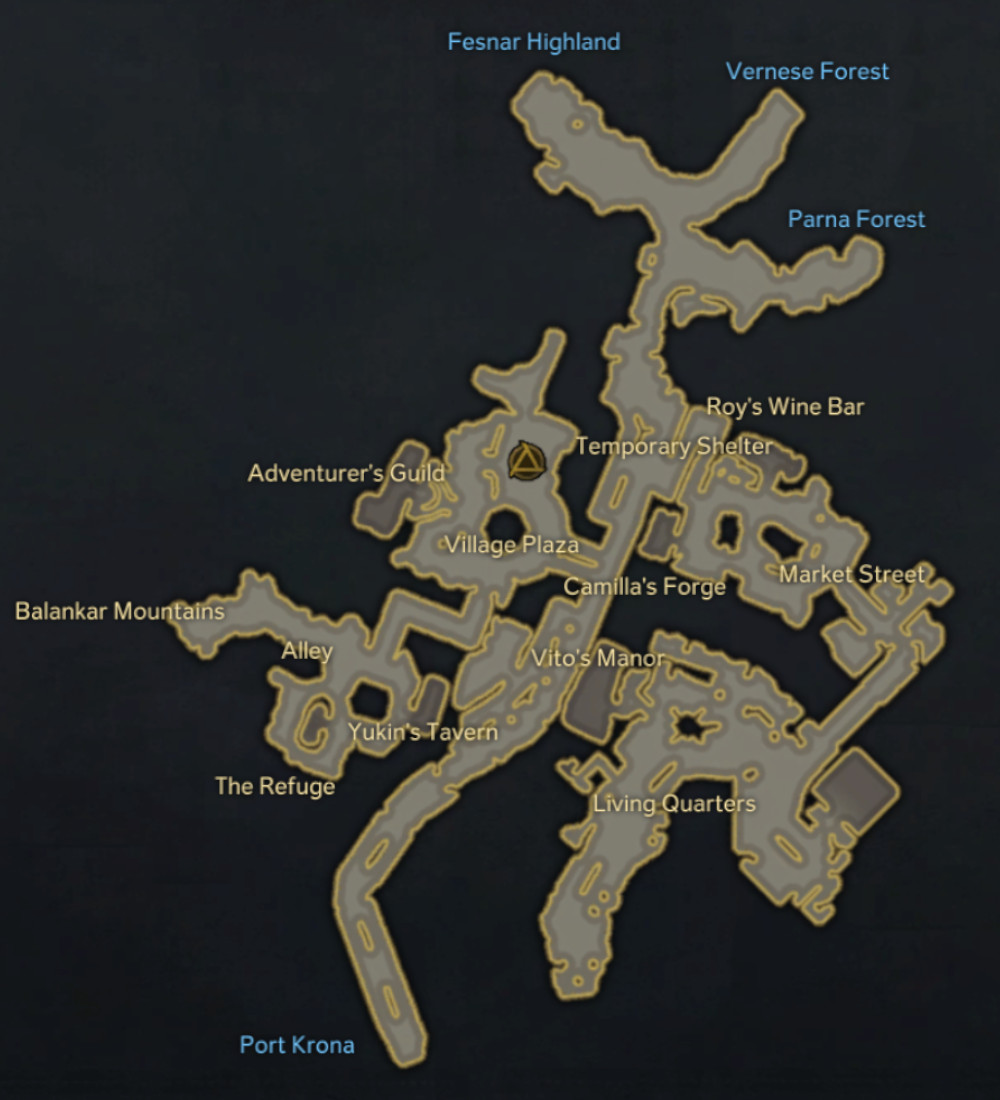 Fesnar Highland
Vernese Forest
Parna Forest
Roy's Wine Bar
Temporary Shelter
Adventurer's Guild
Village Plaza
Market Street
Camilla's Forge
Balankar Mountains
Alley
Vito's Manor
Yukin's Tavern
The Refuge
Living Quarters
Port Krona